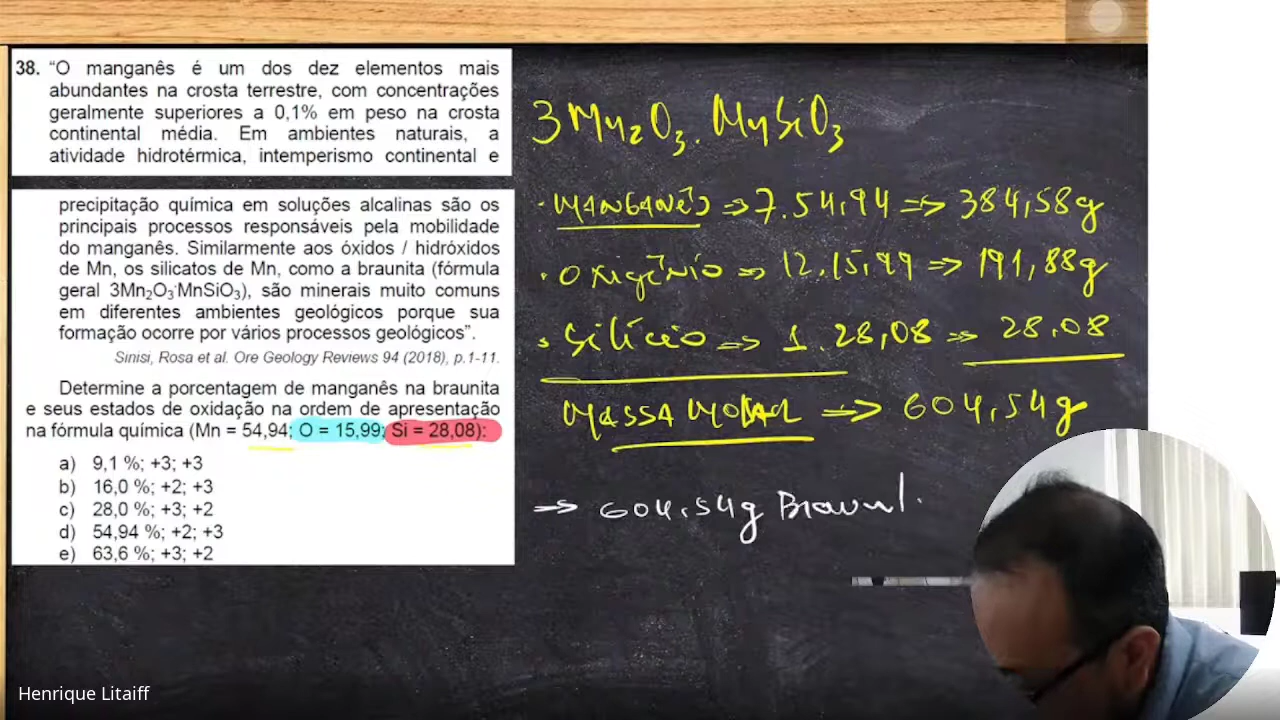 38. “O manganês é um dos dez elementos mais
abundantes na crosta terrestre, com concentrações
geralmente superiores a 0,1% em peso na crosta
continental média. Em ambientes naturais, a
atividade hidrotérmica, intemperismo continental e
precipitação química em soluções alcalinas são os
principais processos responsáveis pela mobilidade
do manganês. Similarmente aos óxidos / hidróxidos
de Mn, os silicatos de Mn, como a braunita (fórmula
geral 3Mn₂O₃·MnSiO₃), são minerais muito comuns
em diferentes ambientes geológicos porque sua
formação ocorre por vários processos geológicos”.
Sinisi, Rosa et al. Ore Geology Reviews 94 (2018), p.1-11.
Determine a porcentagem de manganês na braunita
e seus estados de oxidação na ordem de apresentação
na fórmula química (Mn = 54,94; O = 15,99; Si = 28,08):
a) 9,1 %; +3; +3
b) 16,0 %; +2; +3
c) 28,0 %; +3; +2
d) 54,94 %; +2; +3
e) 63,6 %; +3; +2
3Mn₂O₃.MnSiO₃
· MANGANÊS => 7.54,94 => 384,58g
· Oxigênio => 12.15,99 => 191,88g
· Silício => 1.28,08 => 28,08
MASSA MOLAR => 604,54g
=> 604,54g Brauni.
Henrique Litaiff